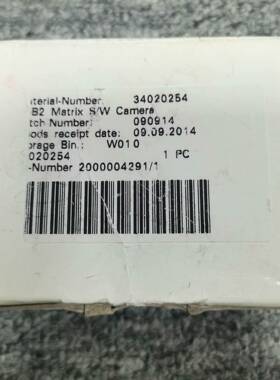 terial-Number: 34020254
B2 Matrix S/W Camera
tch Number: 090914
ods receipt date: 09.09.2014
orage Bin.: W010
020254 1 PC
-Number 2000004291/1